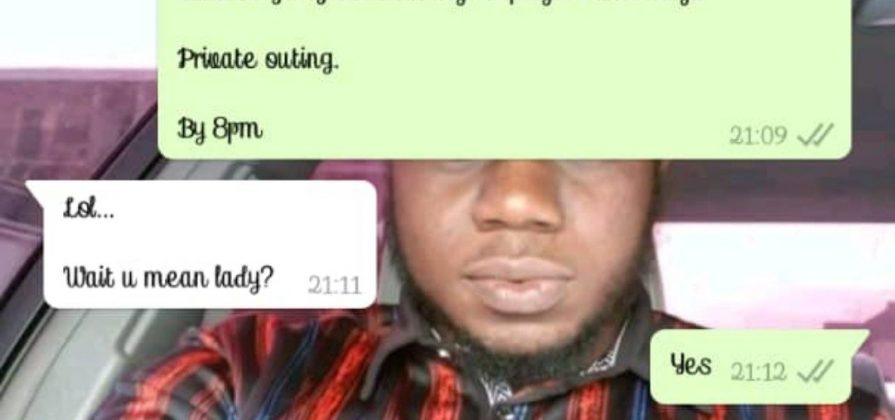 Private outing.
By 8pm
21:09
Lol...
Wait u mean lady?
21:11
Yes
21:12